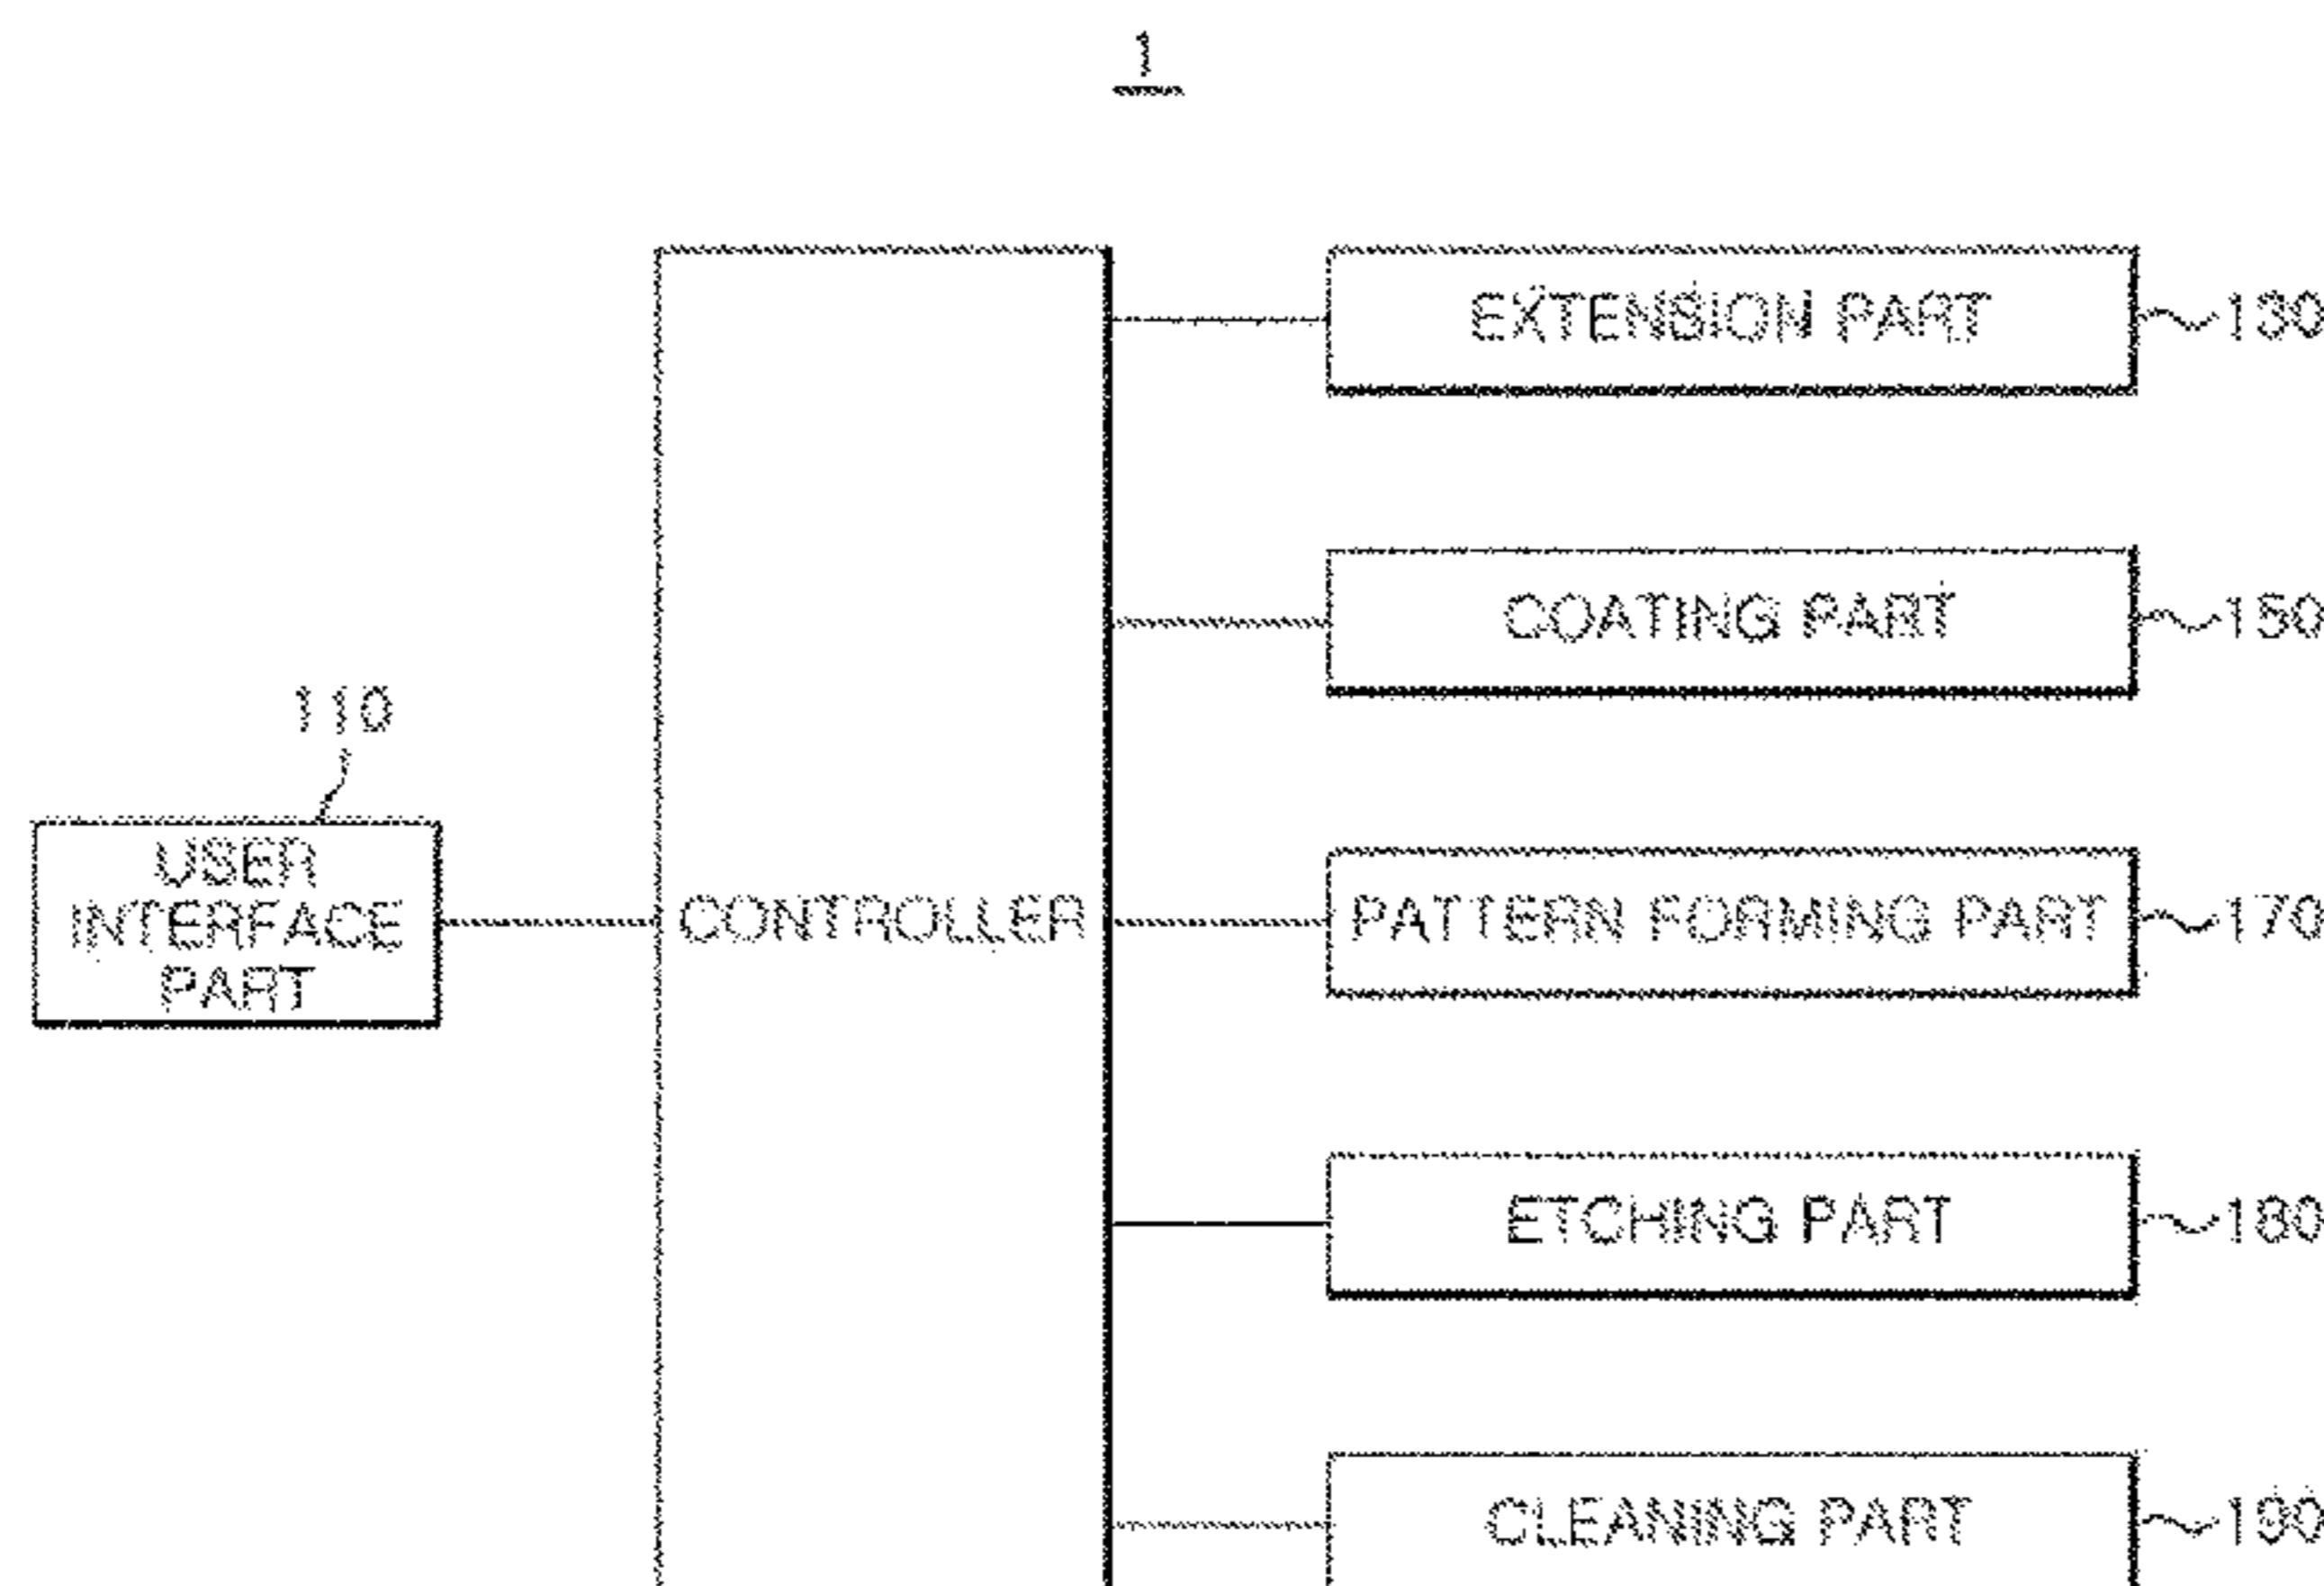 1
EXTENSION PART 130
COATING PART 150
110
USER
INTERFACE
PART
CONTROLLER
PATTERN FORMING PART 170
ETCHING PART 180
CLEANING PART 190